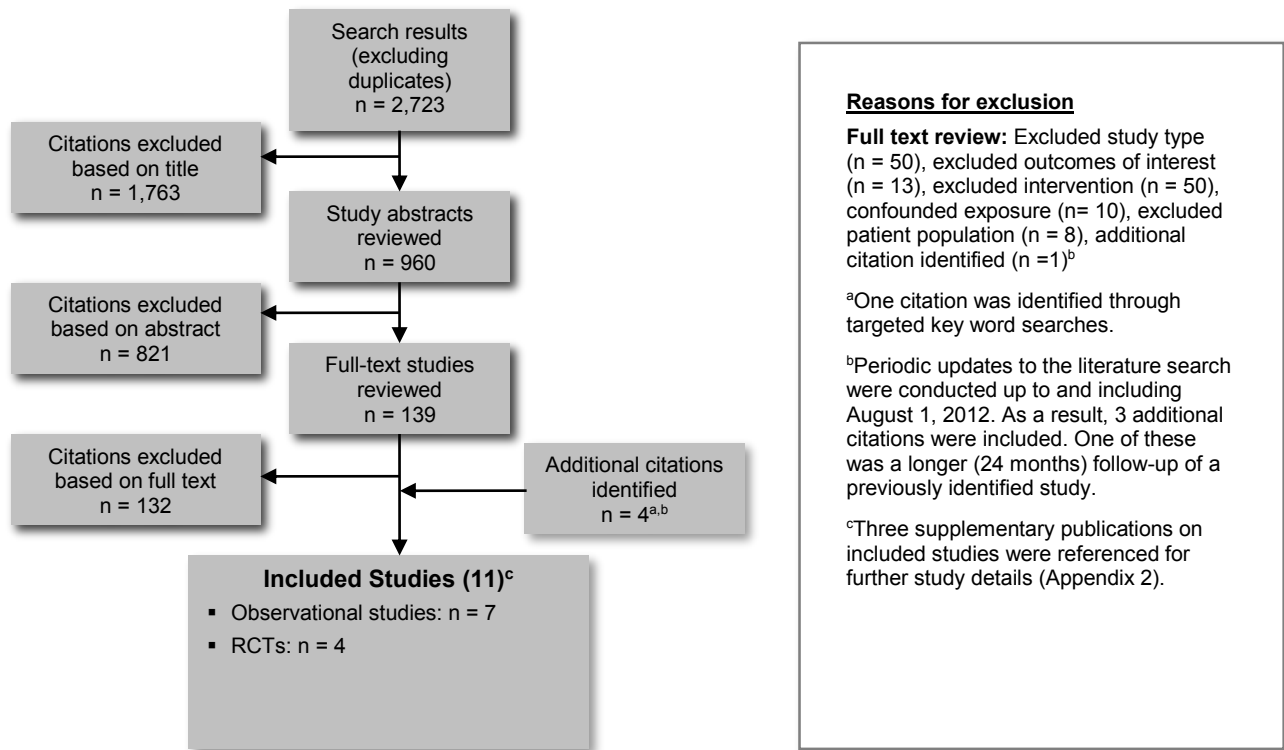 Search results
(excluding
duplicates)
n = 2,723
Citations excluded
based on title
n = 1,763
Study abstracts
reviewed
n = 960
Citations excluded
based on abstract
n = 821
Full-text studies
reviewed
n = 139
Citations excluded
based on full text
n = 132
Additional citations
identified
n = 4a,b
Included Studies (11)c
▪ Observational studies: n = 7
▪ RCTs: n = 4
Reasons for exclusion
Full text review: Excluded study type
(n = 50), excluded outcomes of interest
(n = 13), excluded intervention (n = 50),
confounded exposure (n= 10), excluded
patient population (n = 8), additional
citation identified (n =1)b
aOne citation was identified through
targeted key word searches.
bPeriodic updates to the literature search
were conducted up to and including
August 1, 2012. As a result, 3 additional
citations were included. One of these
was a longer (24 months) follow-up of a
previously identified study.
cThree supplementary publications on
included studies were referenced for
further study details (Appendix 2).